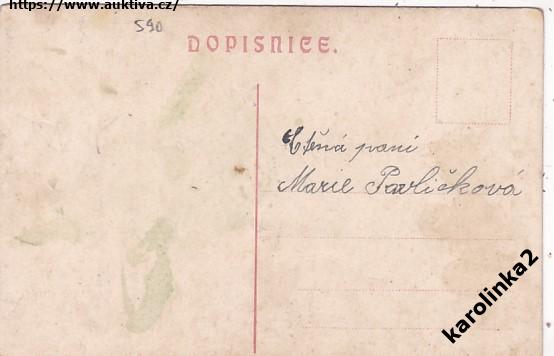 https://www.auktiva.cz/
590
DOPISNICE.
Ctěná paní
Marie Pavlíčková
karolinka2